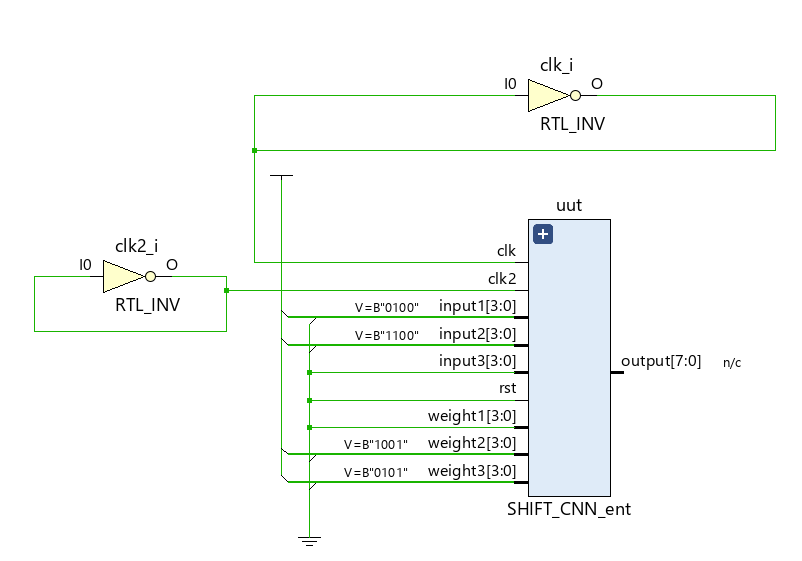 clk_i
I0
O
RTL_INV
uut
clk2_i
I0
O
RTL_INV
clk
clk2
V=B"0100" input1[3:0]
V=B"1100" input2[3:0]
input3[3:0]
output[7:0] n/c
rst
weight1[3:0]
V=B"1001" weight2[3:0]
V=B"0101" weight3[3:0]
SHIFT_CNN_ent